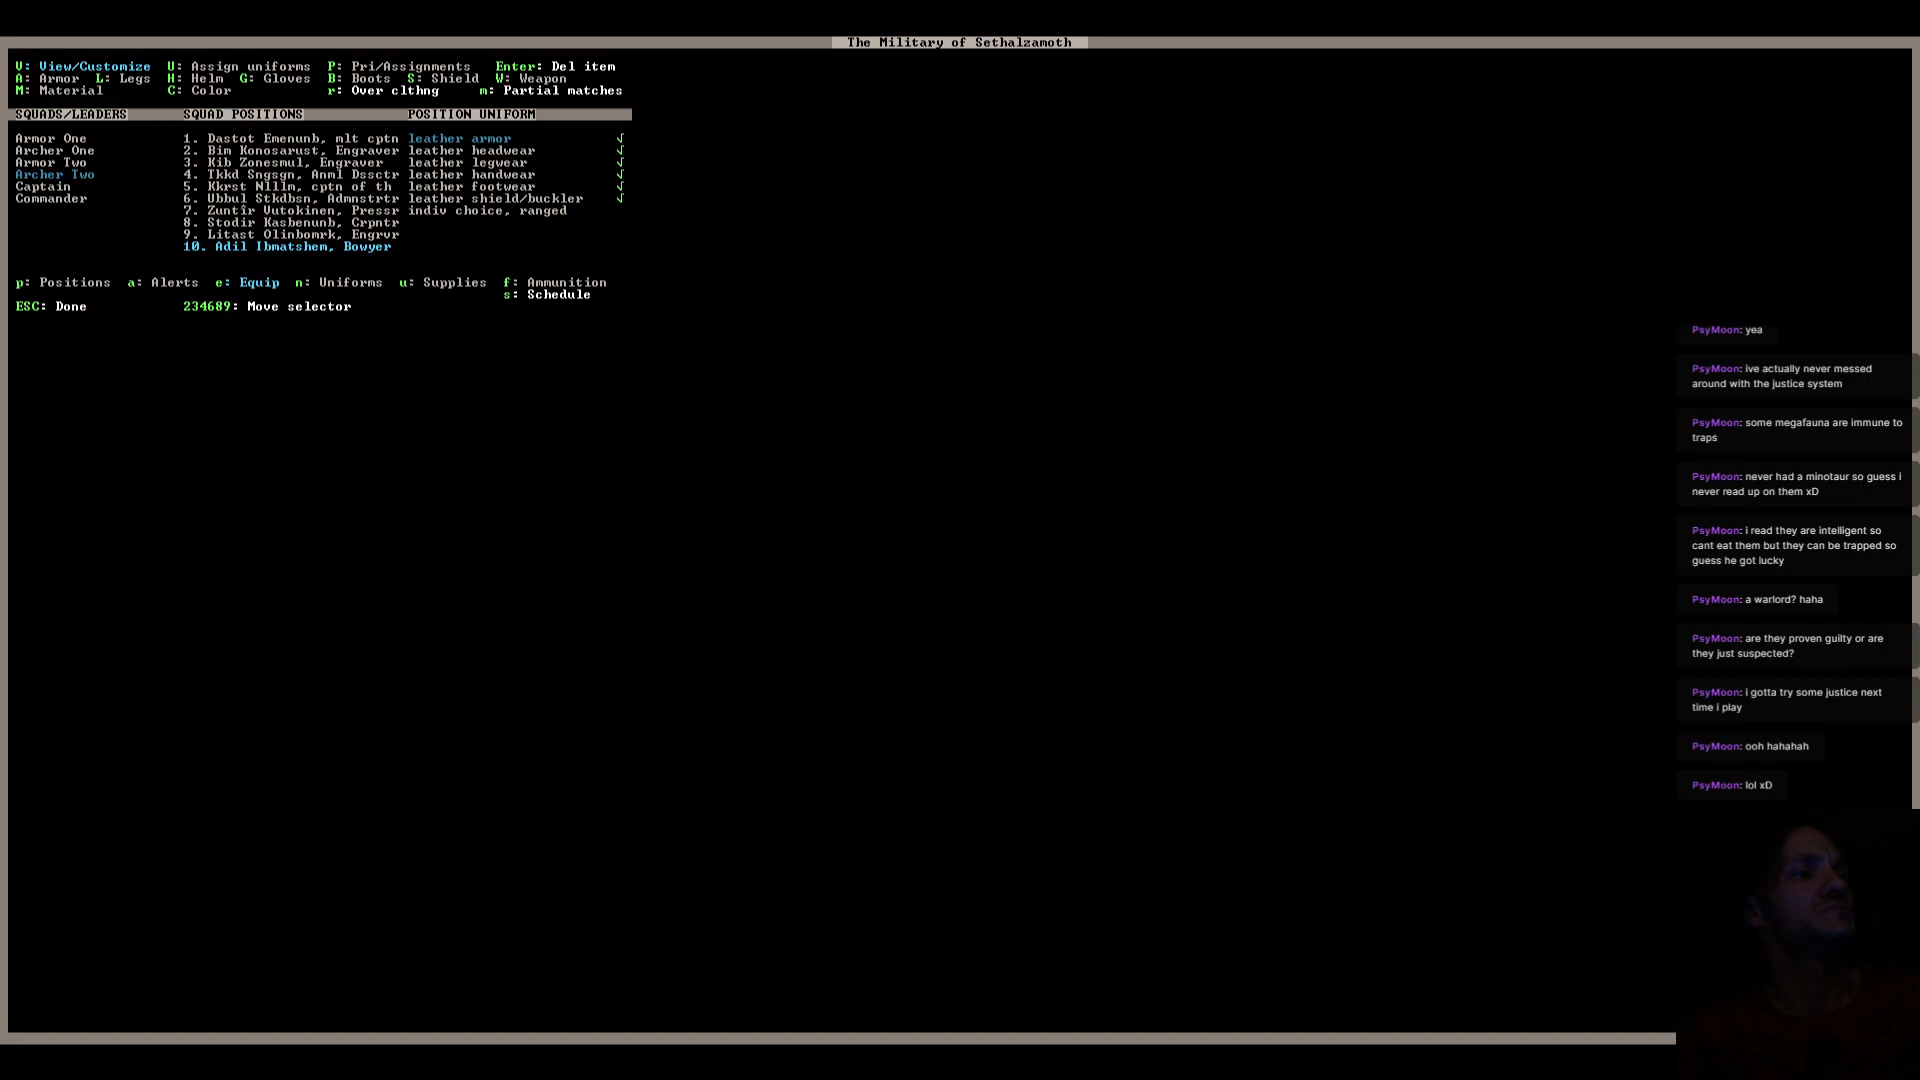 The Military of Sethalzamoth
V: View/Customize U: Assign uniforms P: Pri/Assignments Enter: Del item
A: Armor L: Legs H: Helm G: Gloves B: Boots S: Shield W: Weapon
M: Material C: Color r: Over clthng m: Partial matches
SQUADS/LEADERS SQUAD POSITIONS POSITION UNIFORM
Armor One 1. Dastot Emenunb, mlt cptn leather armor √
Archer One 2. Bim Konosarust, Engraver leather headwear √
Armor Two 3. Kib Zonesmul, Engraver leather legwear √
Archer Two 4. Tkkd Sngsgn, Anml Dssctr leather handwear √
Captain 5. Kkrst Nlllm, cptn of th leather footwear √
Commander 6. Ubbul Stkdbsn, Admnstrtr leather shield/buckler √
7. Zuntîr Vutokinen, Pressr indiv choice, ranged
8. Stodir Kasbenunb, Crpntr
9. Litast Olinbomrk, Engrvr
10. Adil Ibmatshem, Bowyer
p: Positions a: Alerts e: Equip n: Uniforms u: Supplies f: Ammunition
s: Schedule
ESC: Done 234689: Move selector
PsyMoon: yea
PsyMoon: ive actually never messed
around with the justice system
PsyMoon: some megafauna are immune to
traps
PsyMoon: never had a minotaur so guess i
never read up on them xD
PsyMoon: i read they are intelligent so
cant eat them but they can be trapped so
guess he got lucky
PsyMoon: a warlord? haha
PsyMoon: are they proven guilty or are
they just suspected?
PsyMoon: i gotta try some justice next
time i play
PsyMoon: ooh hahahah
PsyMoon: lol xD